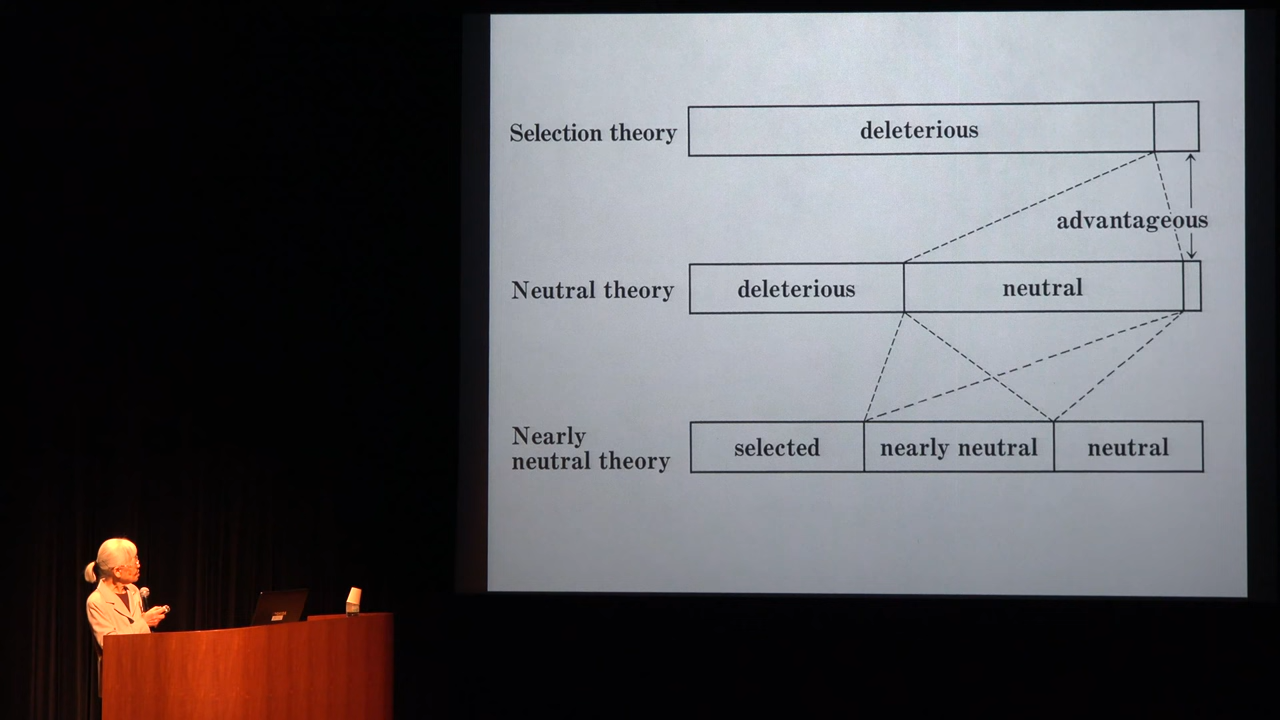 Selection theory
deleterious
advantageous
Neutral theory
deleterious
neutral
Nearly
neutral theory
selected
nearly neutral
neutral